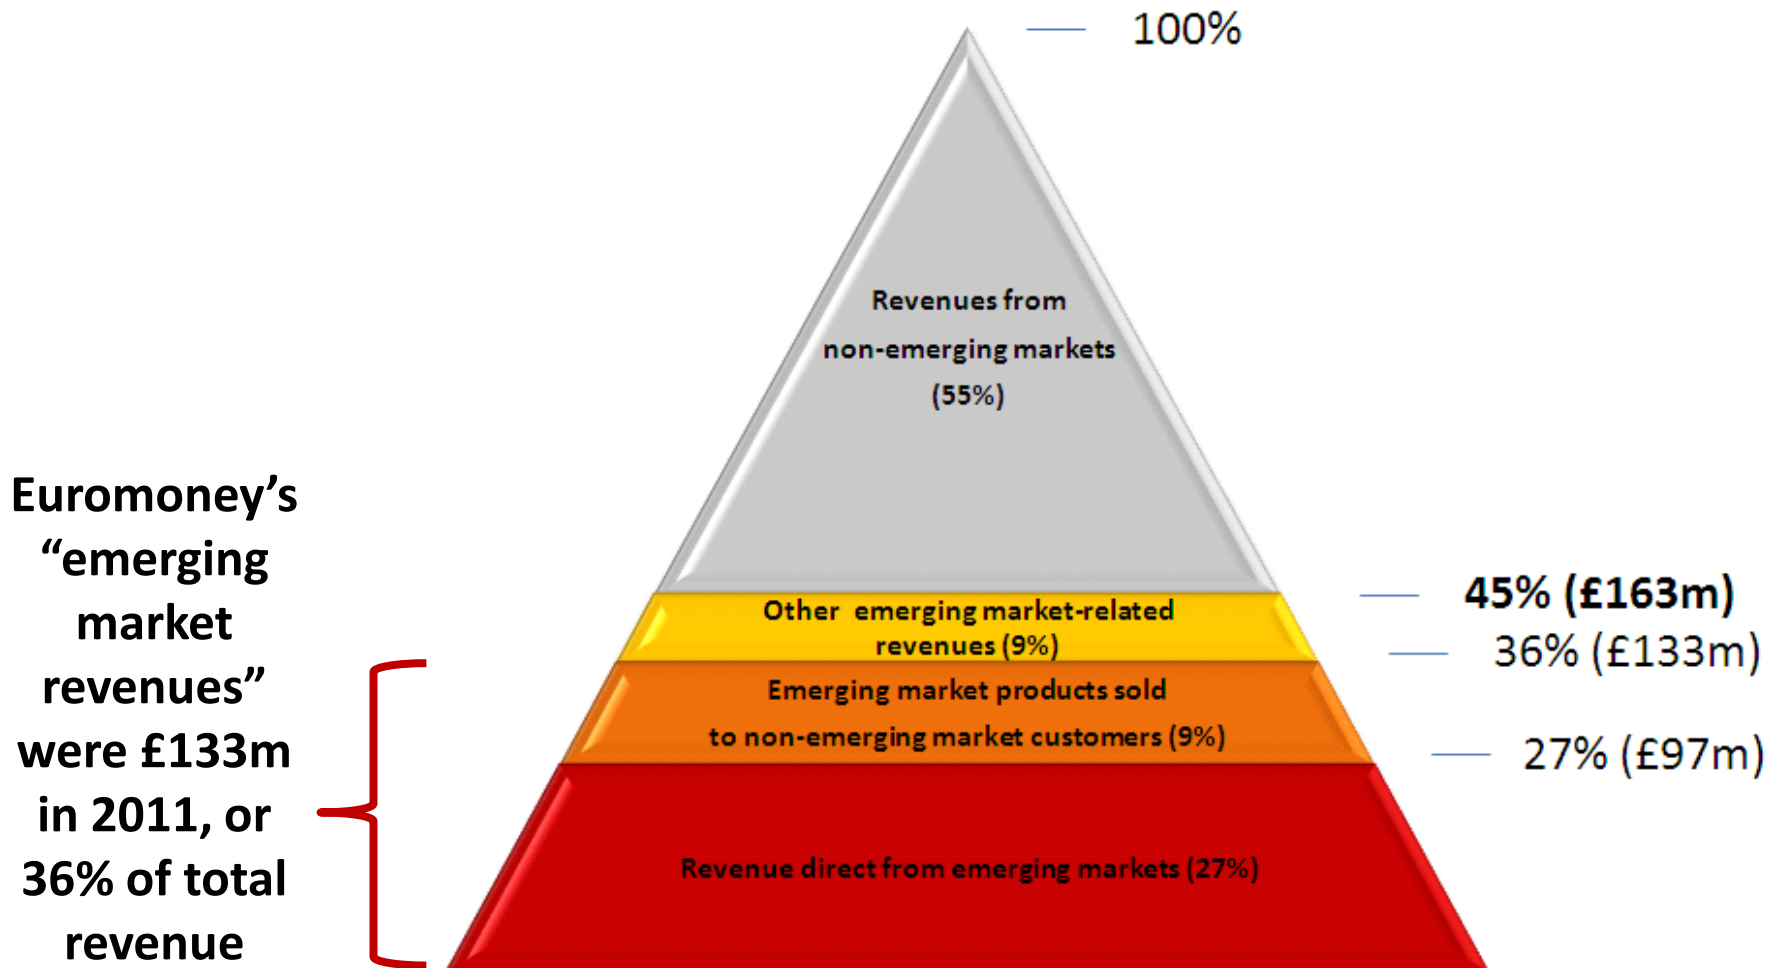 100%
Revenues from
non-emerging markets
(55%)
Euromoney’s
“emerging
market
revenues”
were £133m
in 2011, or
36% of total
revenue
Other  emerging market-related
revenues (9%)
Emerging market products sold
to non-emerging market customers (9%)
Revenue direct from emerging markets (27%)
45% (£163m)
36% (£133m)
27% (£97m)